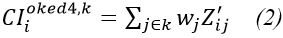 CI_i^{oked4,k} = ∑_{j∈k} w_j Z'_{ij} (2)